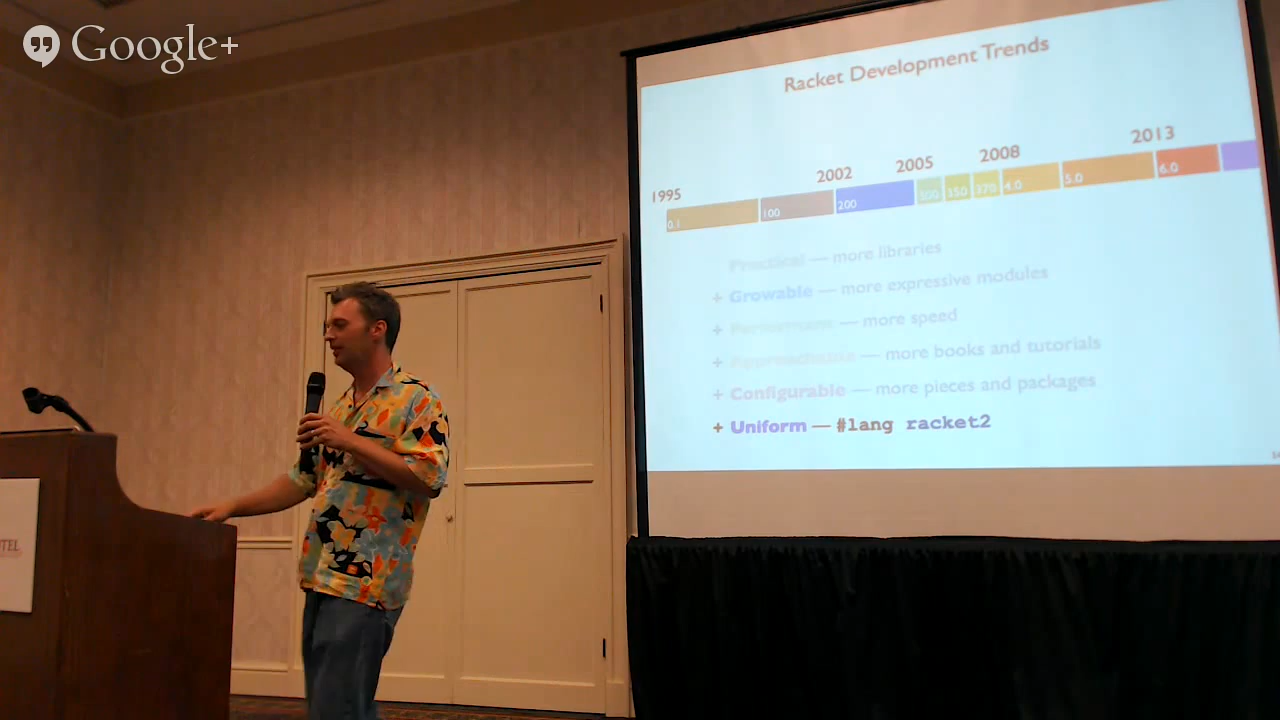 Google+
Racket Development Trends
1995 2002 2005 2008 2013
0.1 100 200 300 350 370 4.0 5.0 6.0
Practical — more libraries
+ Growable — more expressive modules
+ — more speed
+ Approachable — more books and tutorials
+ Configurable — more pieces and packages
+ Uniform — #lang racket2